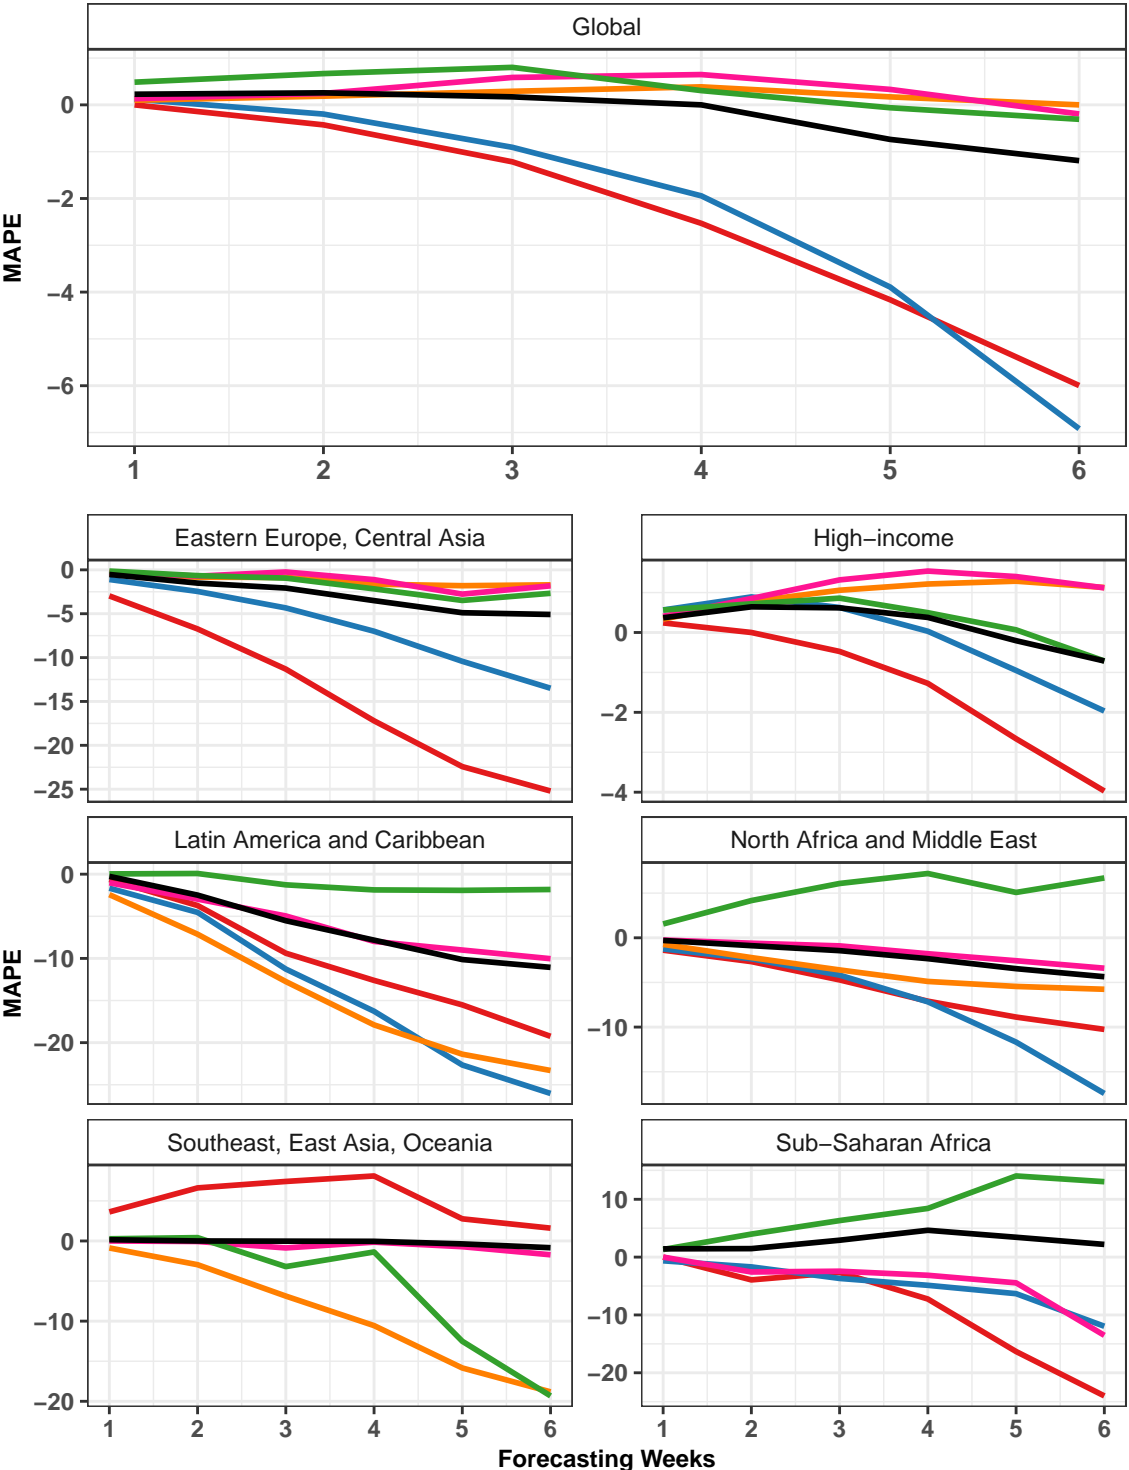 Global
MAPE
0
−2
−4
−6
1 2 3 4 5 6
Eastern Europe, Central Asia
0
−5
−10
−15
−20
−25
High−income
0
−2
−4
Latin America and Caribbean
MAPE
0
−10
−20
North Africa and Middle East
0
−10
Southeast, East Asia, Oceania
0
−10
−20
1 2 3 4 5 6
Sub−Saharan Africa
10
0
−10
−20
1 2 3 4 5 6
Forecasting Weeks